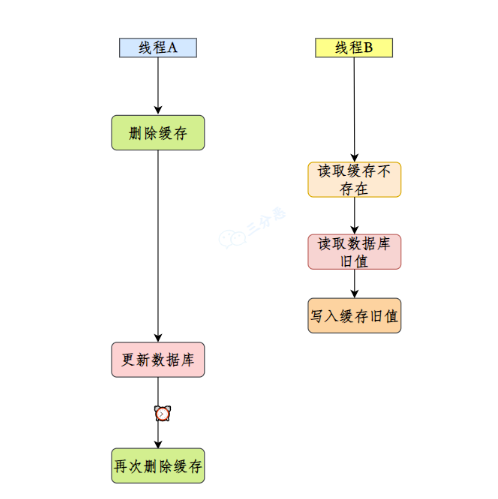 线程A
线程B
删除缓存
读取缓存不
存在
三分恶
读取数据库
旧值
写入缓存旧值
更新数据库
再次删除缓存